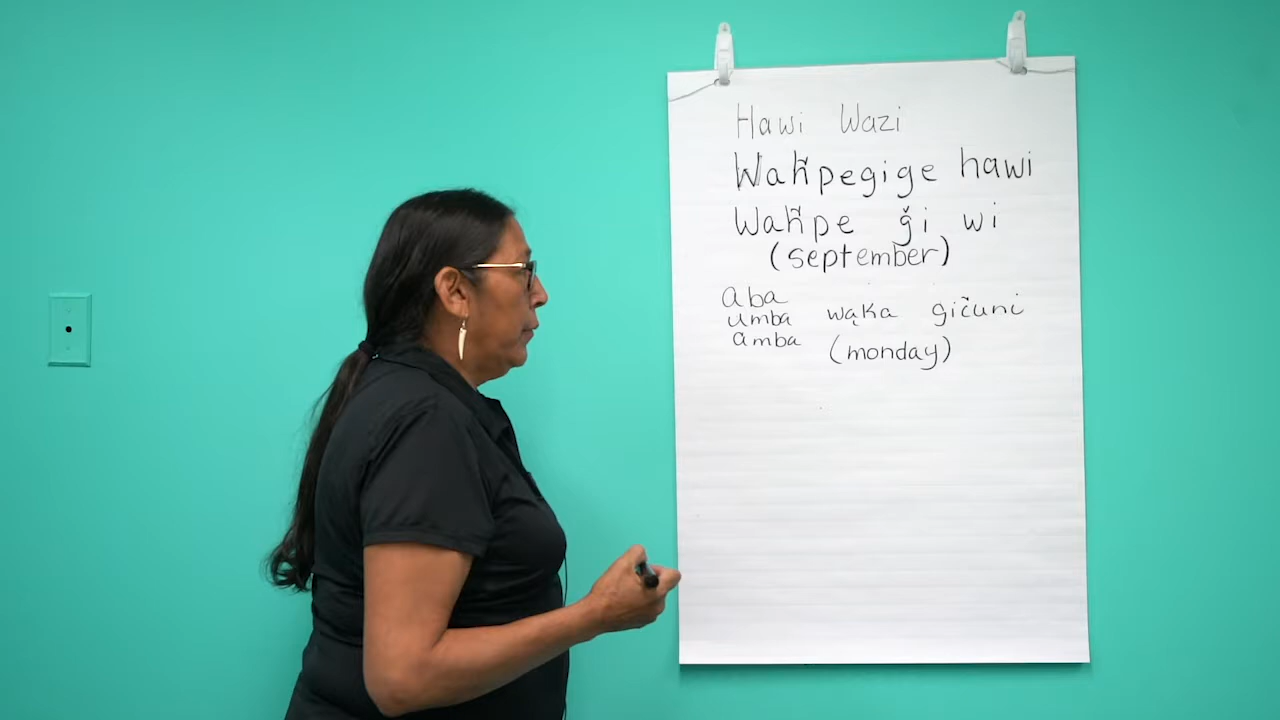 Hawi Wazi
Waȟpegige hawi
Waȟpe ǧi wi
(september)
aba
umba wąka gičuni
amba
(monday)